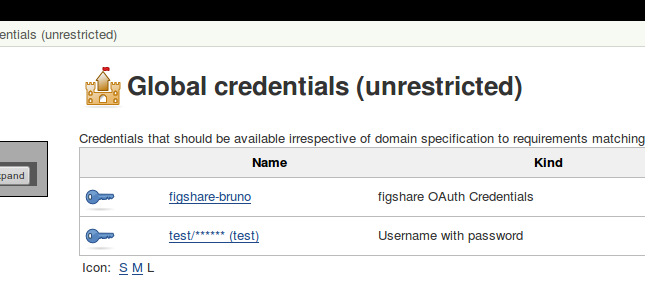 entials (unrestricted)
Global credentials (unrestricted)
Credentials that should be available irrespective of domain specification to requirements matching
Name Kind
xpand
figshare-bruno figshare OAuth Credentials
test/****** (test) Username with password
Icon: S M L